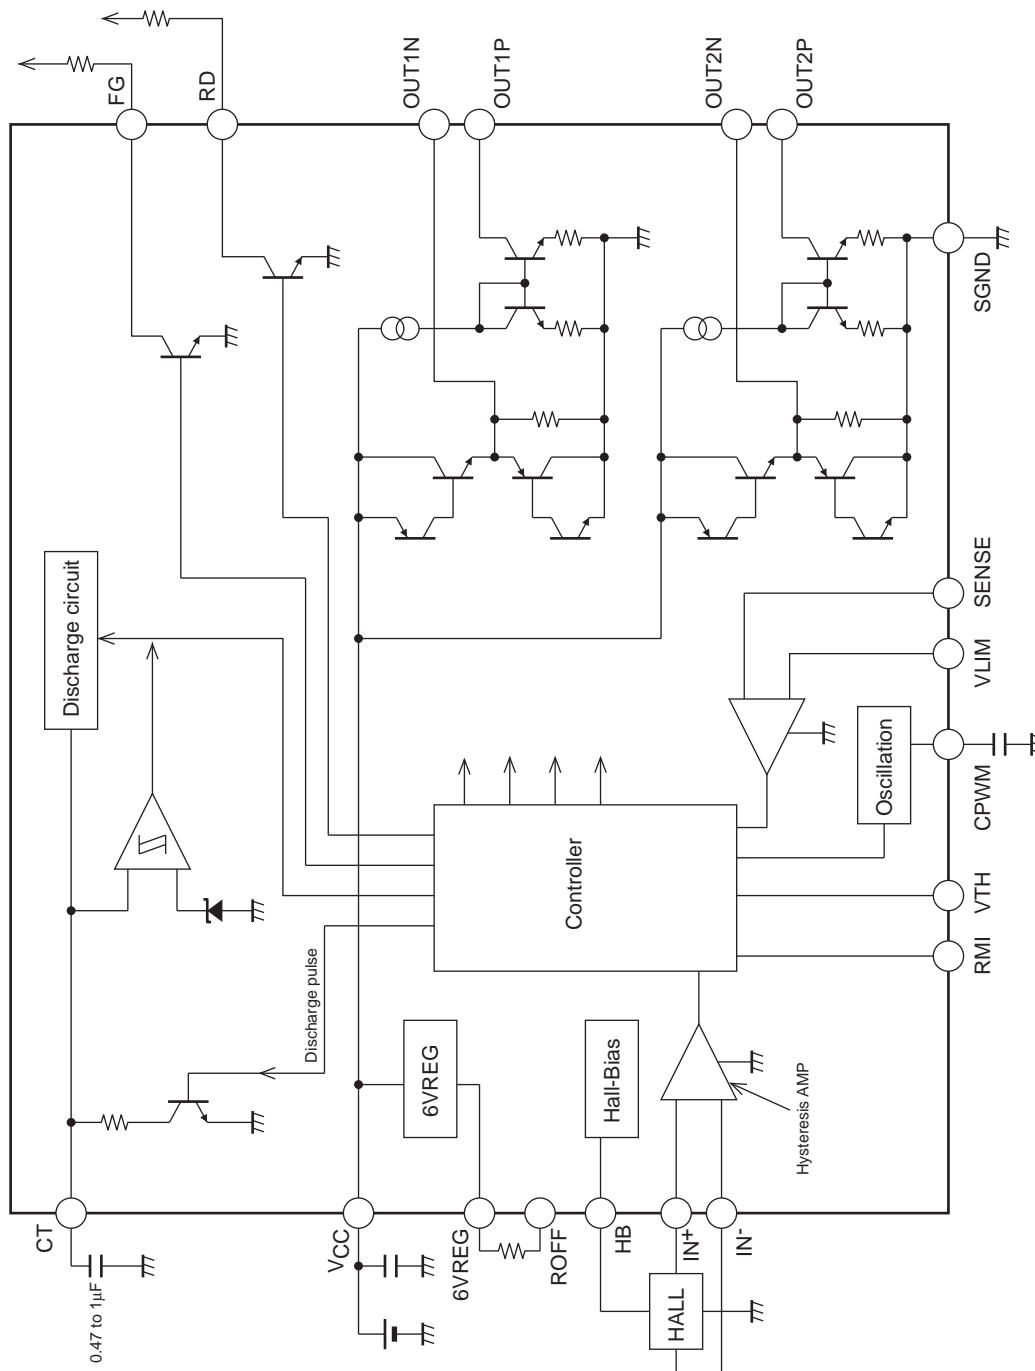 FG
RD
OUT1N
OUT1P
OUT2N
OUT2P
SGND
SENSE
VLIM
CPWM
VTH
RMI
Discharge circuit
Oscillation
Controller
Discharge pulse
6VREG
Hall-Bias
Hysteresis AMP
CT
VCC
6VREG
ROFF
HB
IN+
IN-
0.47 to 1µF
HALL